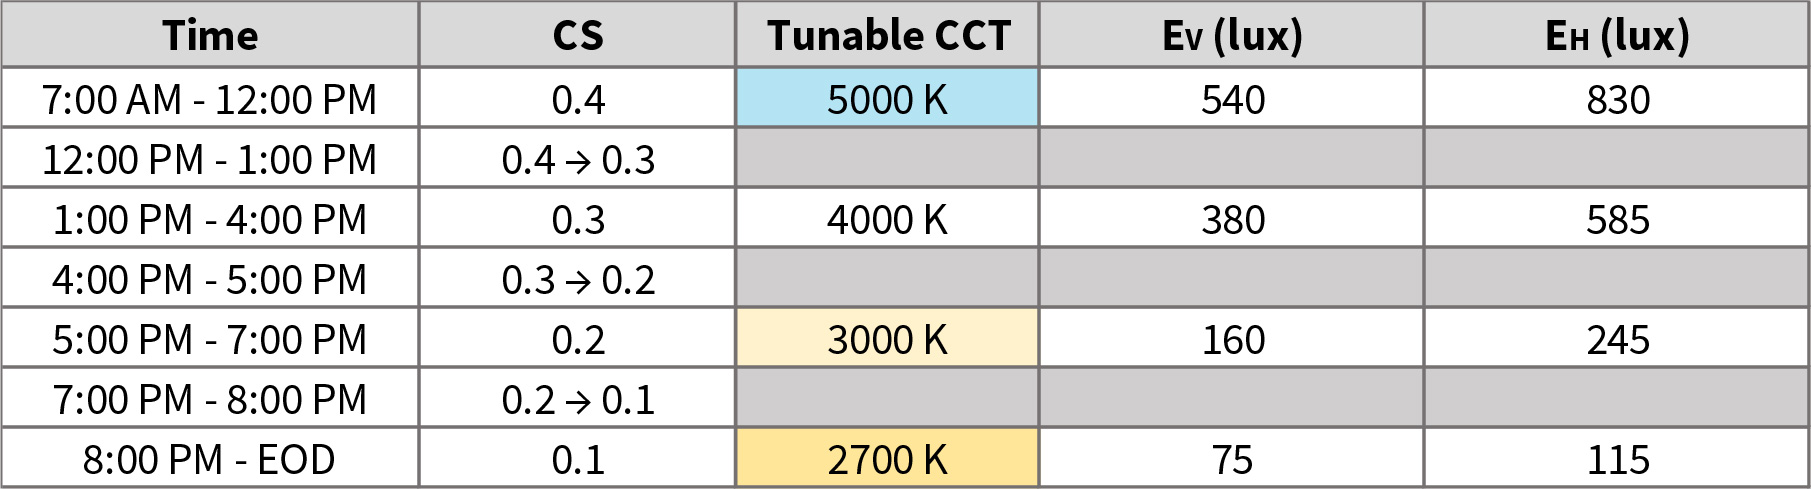 Time CS Tunable CCT EV (lux) EH (lux)
7:00 AM - 12:00 PM 0.4 5000 K 540 830
12:00 PM - 1:00 PM 0.4 → 0.3
1:00 PM - 4:00 PM 0.3 4000 K 380 585
4:00 PM - 5:00 PM 0.3 → 0.2
5:00 PM - 7:00 PM 0.2 3000 K 160 245
7:00 PM - 8:00 PM 0.2 → 0.1
8:00 PM - EOD 0.1 2700 K 75 115